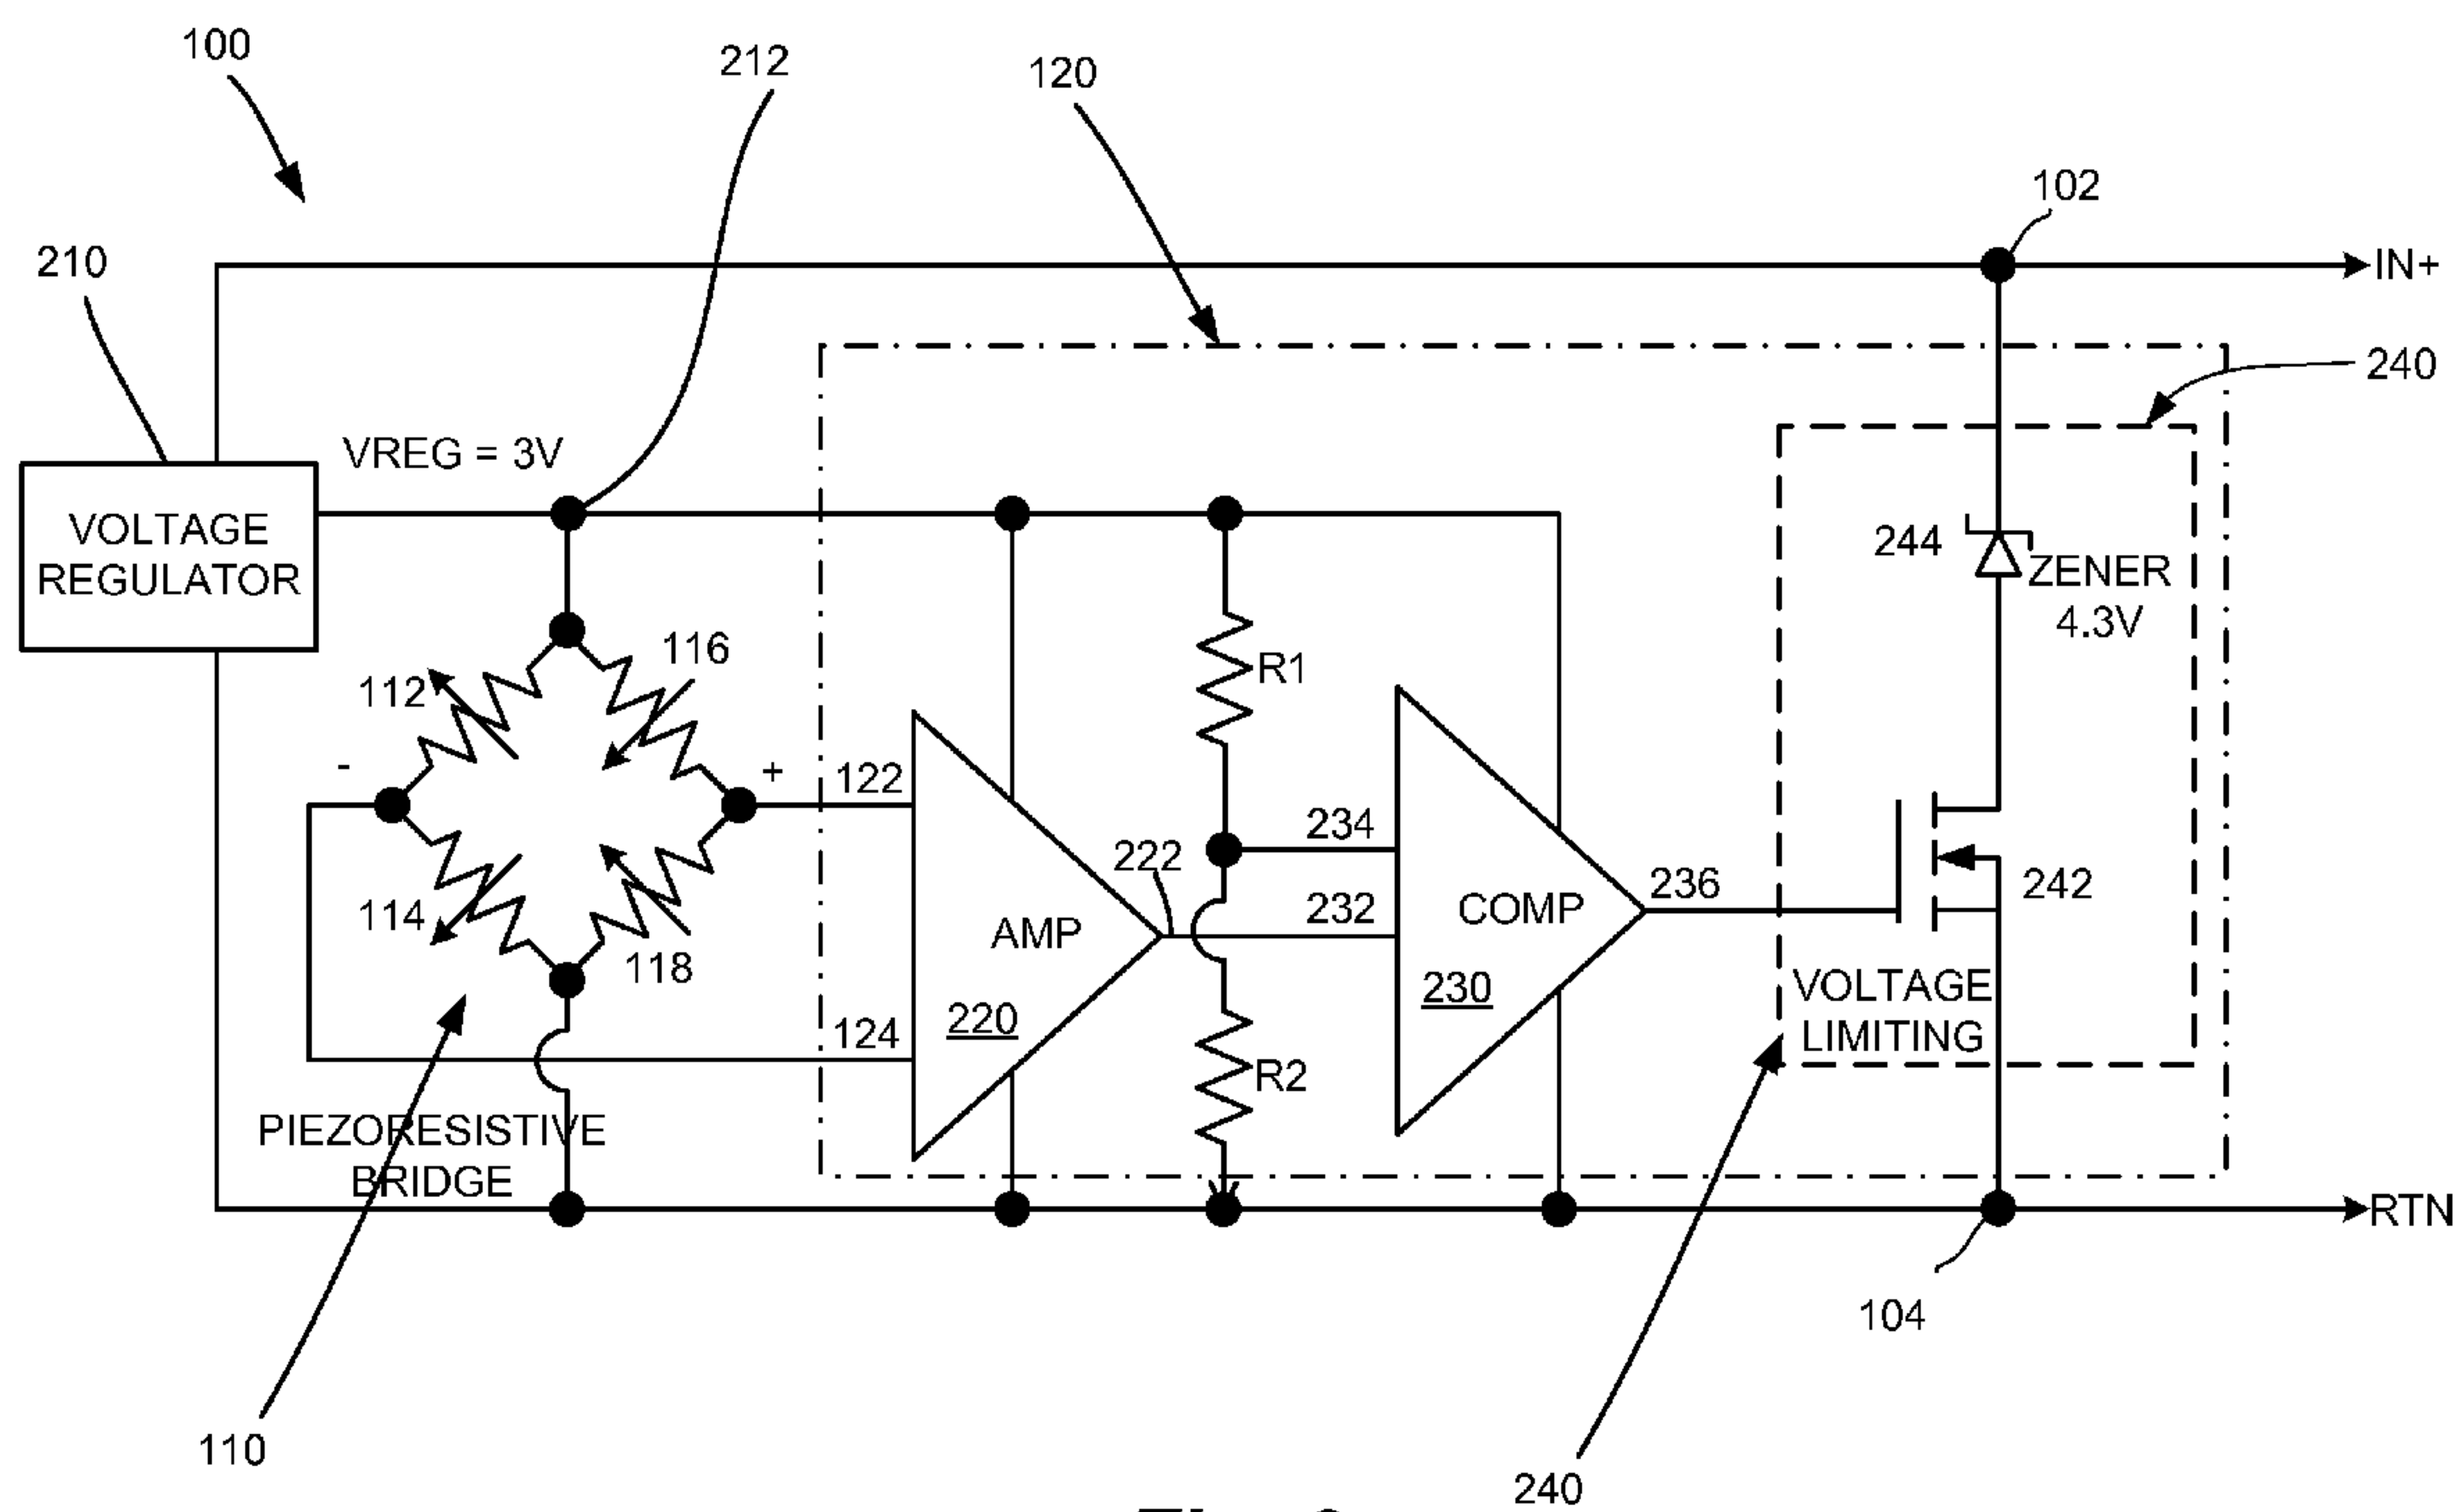 100
212
120
102
210
IN+
240
VREG = 3V
VOLTAGE
REGULATOR
244
ZENER
4.3V
116
R1
112
-
+
122
234
222
232
COMP
236
242
114
AMP
118
230
VOLTAGE
LIMITING
220
124
R2
PIEZORESISTIVE
BRIDGE
RTN
104
110
240